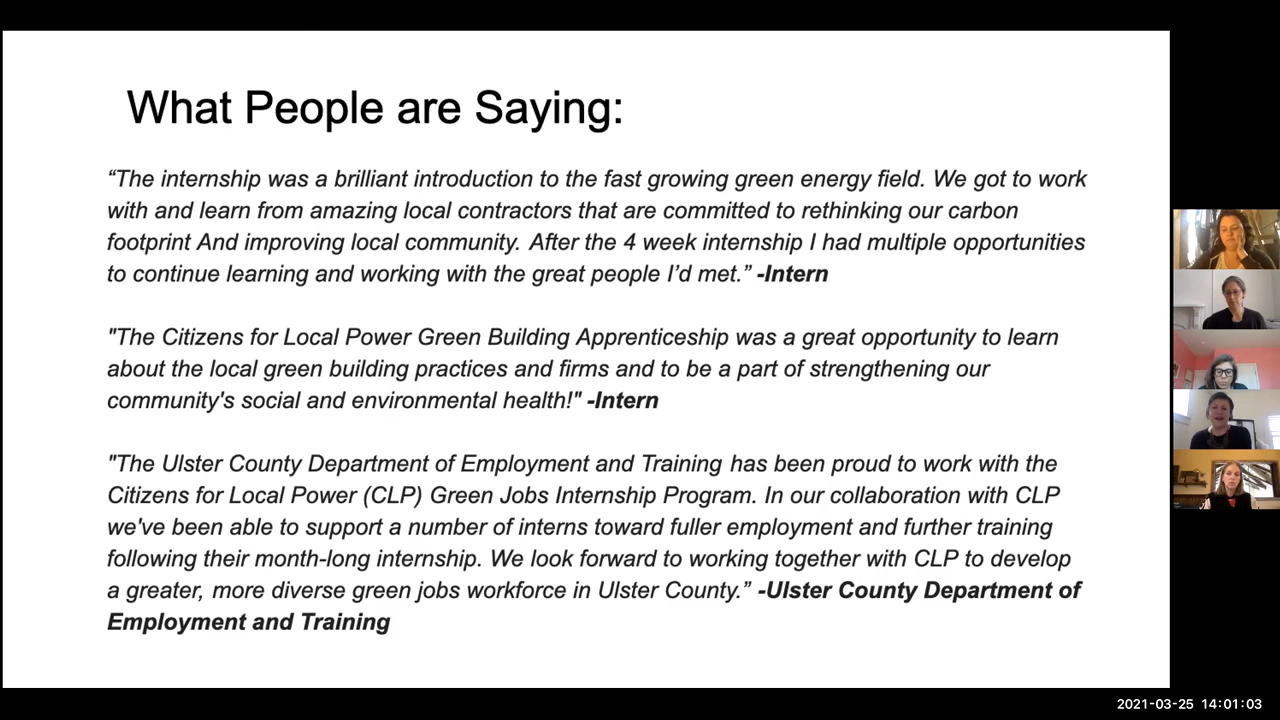 What People are Saying:
“The internship was a brilliant introduction to the fast growing green energy field. We got to work
with and learn from amazing local contractors that are committed to rethinking our carbon
footprint And improving local community. After the 4 week internship I had multiple opportunities
to continue learning and working with the great people I’d met.” -Intern
"The Citizens for Local Power Green Building Apprenticeship was a great opportunity to learn
about the local green building practices and firms and to be a part of strengthening our
community's social and environmental health!" -Intern
"The Ulster County Department of Employment and Training has been proud to work with the
Citizens for Local Power (CLP) Green Jobs Internship Program. In our collaboration with CLP
we've been able to support a number of interns toward fuller employment and further training
following their month-long internship. We look forward to working together with CLP to develop
a greater, more diverse green jobs workforce in Ulster County.” -Ulster County Department of
Employment and Training
2021-03-25 14:01:03